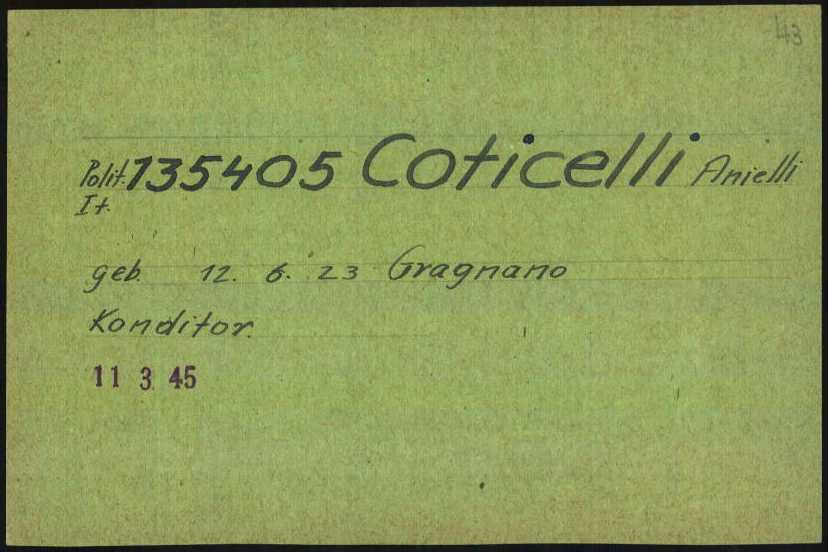 43
Polit. 135405 Coticelli Anielli
It.
geb. 12. 6. 23 Gragnano
Konditor.
11 3 45